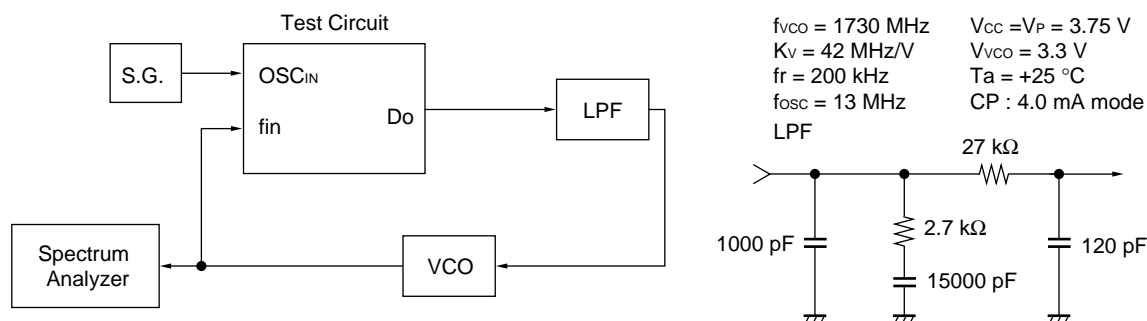 Test Circuit
S.G.
OSCIN
fin
Do
LPF
VCO
Spectrum
Analyzer
fVCO = 1730 MHz
KV = 42 MHz/V
fr = 200 kHz
fOSC = 13 MHz
LPF
VCC =VP = 3.75 V
VVCO = 3.3 V
Ta = +25 °C
CP : 4.0 mA mode
27 kΩ
2.7 kΩ
1000 pF
15000 pF
120 pF